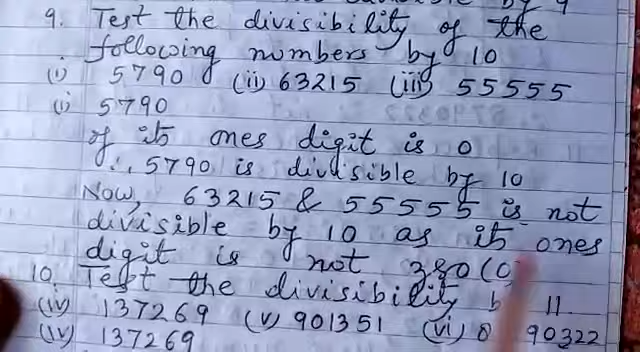 9. Test the divisibility of the
following numbers by 10
(i) 5790 (ii) 63215 (iii) 55555
(i) 5790
of its ones digit is 0
∴ 5790 is divisible by 10
Now, 63215 & 55555 is not
divisible by 10 as its ones
digit is not
10. Test the divisibility b 11
(iv) 137269 (v) 901351 (vi) 8 90322
(iv) 137269